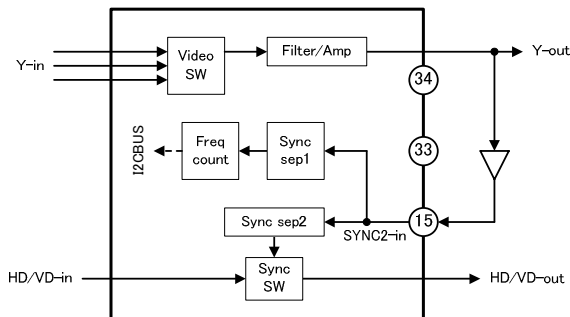 Y-in
Video
SW
Filter/Amp
Y-out
34
I2CBUS
Freq
count
Sync
sep1
33
Sync sep2
SYNC2-in
15
HD/VD-in
Sync
SW
HD/VD-out